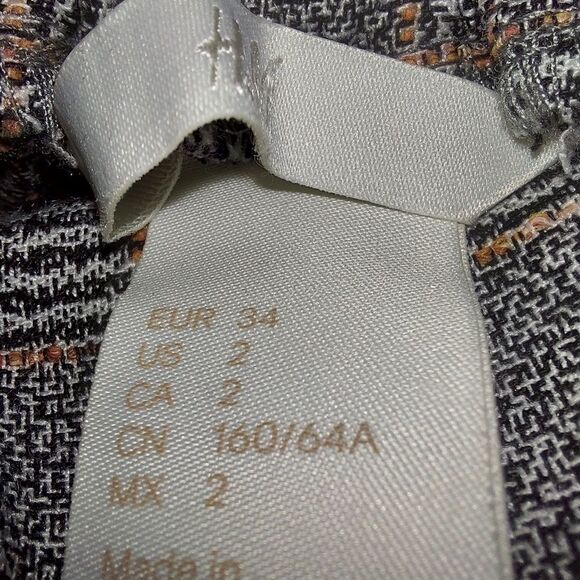 EUR 34
US 2
CA 2
CN 160/64A
MX 2
Made in